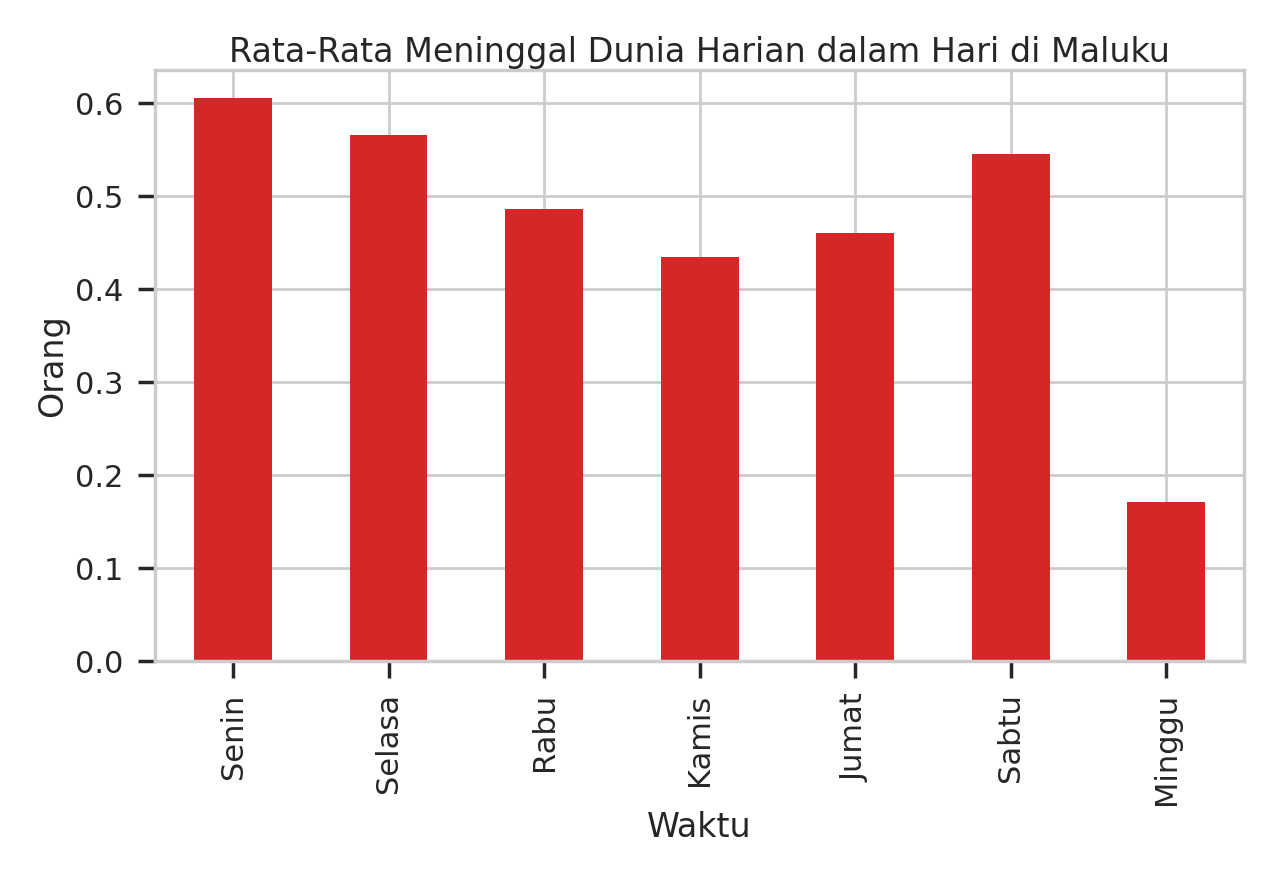 Rata-Rata Meninggal Dunia Harian dalam Hari di Maluku
0.6
0.5
0.4
0.3
0.2
0.1
0.0
Orang
Senin
Selasa
Rabu
Kamis
Jumat
Sabtu
Minggu
Waktu